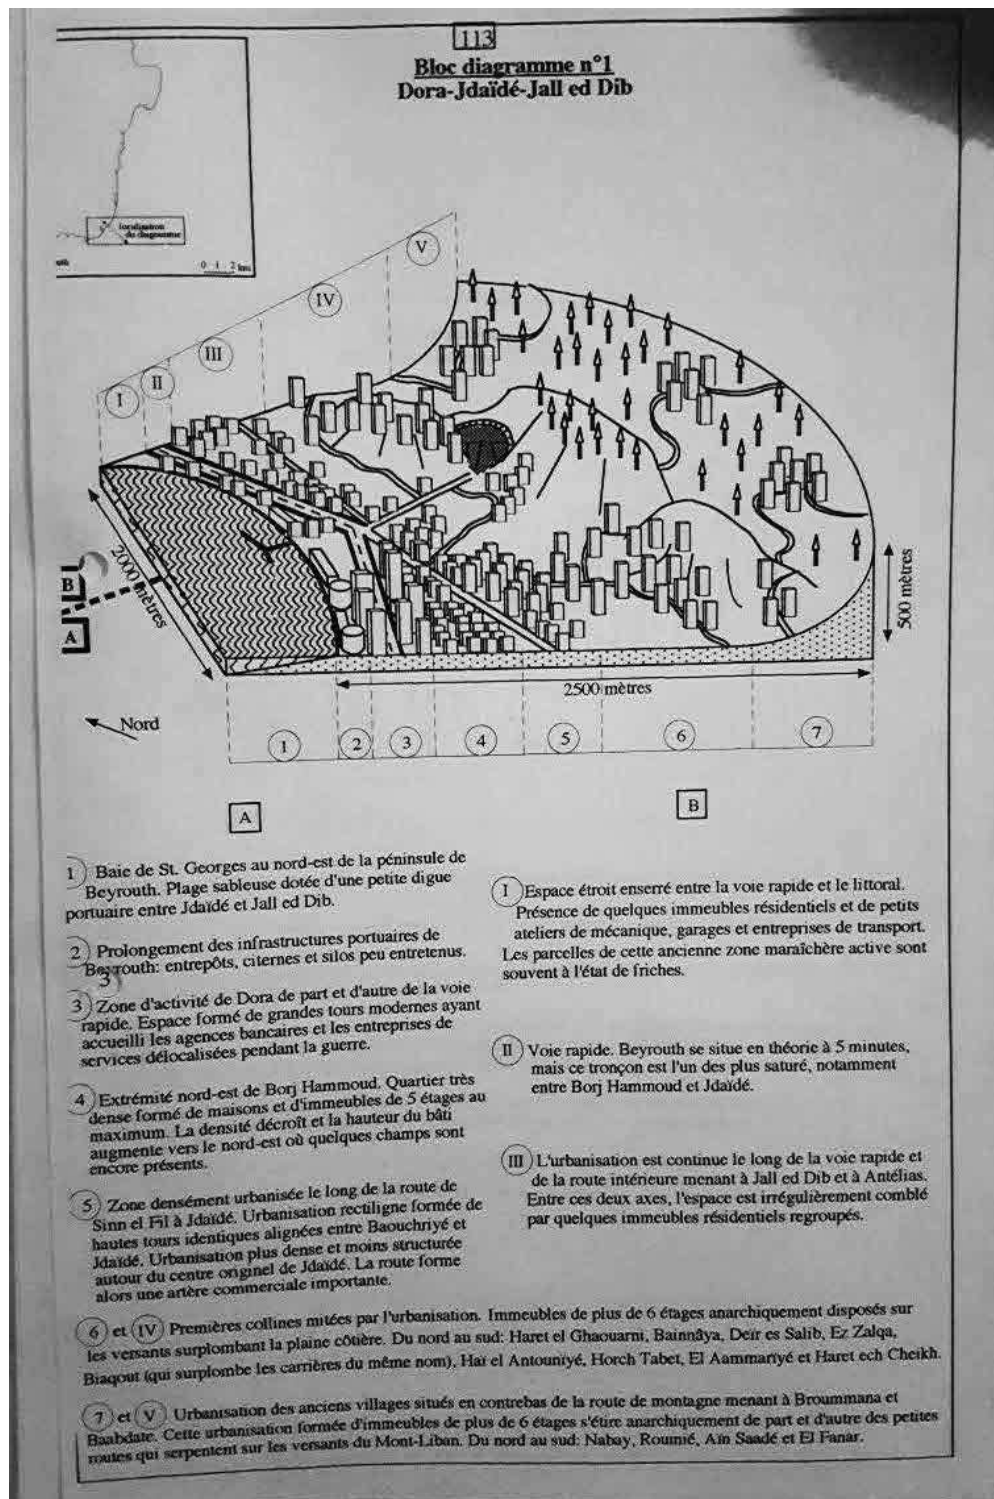 113
Bloc diagramme n°1
Dora-Jdaïdé-Jall ed Dib
localisation
du diagramme
0 1 2 km
I
II
III
IV
V
2000 mètres
B
A
500 mètres
2500 mètres
Nord
1
2
3
4
5
6
7
A
1 Baie de St. Georges au nord-est de la péninsule de
Beyrouth. Plage sableuse dotée d'une petite digue
portuaire entre Jdaïdé et Jall ed Dib.
2 Prolongement des infrastructures portuaires de
Beyrouth: entrepôts, citernes et silos peu entretenus.
3
3 Zone d'activité de Dora de part et d'autre de la voie
rapide. Espace formé de grandes tours modernes ayant
accueilli les agences bancaires et les entreprises de
services délocalisées pendant la guerre.
4 Extrémité nord-est de Borj Hammoud. Quartier très
dense formé de maisons et d'immeubles de 5 étages au
maximum. La densité décroît et la hauteur du bâti
augmente vers le nord-est où quelques champs sont
encore présents.
5 Zone densément urbanisée le long de la route de
Sinn el Fil à Jdaïdé. Urbanisation rectiligne formée de
hautes tours identiques alignées entre Baouchriyé et
Jdaïdé. Urbanisation plus dense et moins structurée
autour du centre originel de Jdaïdé. La route forme
alors une artère commerciale importante.
B
I Espace étroit enserré entre la voie rapide et le littoral.
Présence de quelques immeubles résidentiels et de petits
ateliers de mécanique, garages et entreprises de transport.
Les parcelles de cette ancienne zone maraîchère active sont
souvent à l'état de friches.
II Voie rapide. Beyrouth se situe en théorie à 5 minutes,
mais ce tronçon est l'un des plus saturé, notamment
entre Borj Hammoud et Jdaïdé.
III L'urbanisation est continue le long de la voie rapide et
de la route intérieure menant à Jall ed Dib et à Antélias.
Entre ces deux axes, l'espace est irrégulièrement comblé
par quelques immeubles résidentiels regroupés.
6 et IV Premières collines mitées par l'urbanisation. Immeubles de plus de 6 étages anarchiquement disposés sur
les versants surplombant la plaine côtière. Du nord au sud: Haret el Ghaouarni, Bainnâya, Deir es Salib, Ez Zalqa,
Biaqout (qui surplombe les carrières du même nom), Haï el Antouniyé, Horch Tabet, El Aammarïyé et Haret ech Cheikh.
7 et V Urbanisation des anciens villages situés en contrebas de la route de montagne menant à Broummana et
Baabdate. Cette urbanisation formée d'immeubles de plus de 6 étages s'étire anarchiquement de part et d'autre des petites
routes qui serpentent sur les versants du Mont-Liban. Du nord au sud: Nabay, Roumié, Aïn Saadé et El Fanar.